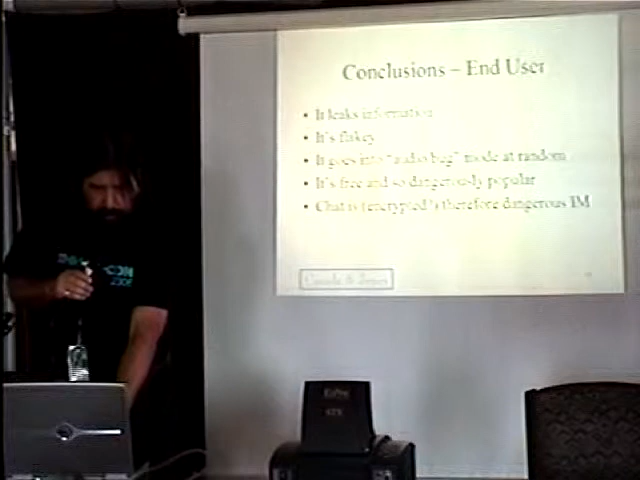 Conclusions – End User
• It leaks information
• It's flakey
• It goes into "audio bug" mode at random
• It's free and so dangerously popular
• Chat is encrypted & therefore dangerous IM
2006